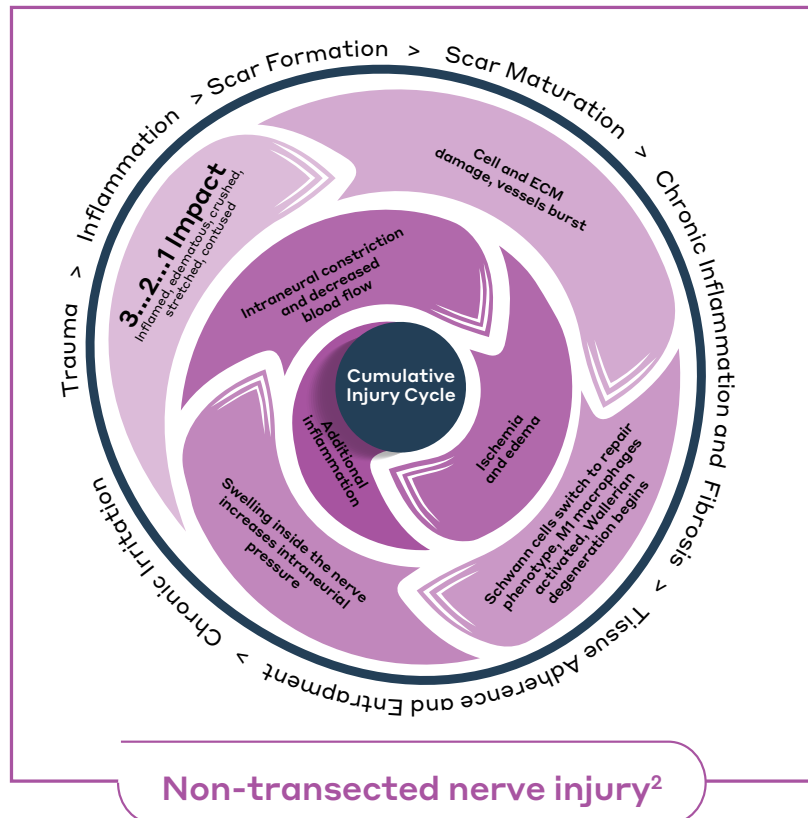 Trauma > Inflammation > Scar Formation > Scar Maturation > Chronic Inflammation and Fibrosis > Tissue Adherence and Entrapment > Chronic Irritation
3...2...1 Impact
Inflamed, edematous, crushed,
stretched, contused
Cell and ECM
damage, vessels burst
Schwann cells switch to repair
phenotype, M1 macrophages
activated, Wallerian
degeneration begins
Swelling inside the nerve
increases intraneurial
pressure
Intraneural constriction
and decreased
blood flow
Ischemia
and edema
Additional
inflammation
Cumulative
Injury Cycle
Non-transected nerve injury²